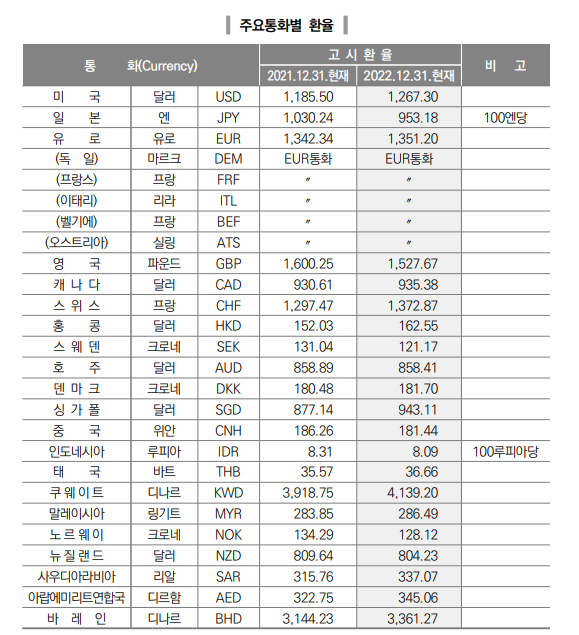 주요통화별 환율
통 화(Currency) 고 시 환 율 비 고
2021.12.31.현재 2022.12.31.현재
미 국 달러 USD 1,185.50 1,267.30
일 본 엔 JPY 1,030.24 953.18 100엔당
유 로 유로 EUR 1,342.34 1,351.20
(독 일) 마르크 DEM EUR통화 EUR통화
(프랑스) 프랑 FRF 〃 〃
(이태리) 리라 ITL 〃 〃
(벨기에) 프랑 BEF 〃 〃
(오스트리아) 실링 ATS 〃 〃
영 국 파운드 GBP 1,600.25 1,527.67
캐 나 다 달러 CAD 930.61 935.38
스 위 스 프랑 CHF 1,297.47 1,372.87
홍 콩 달러 HKD 152.03 162.55
스 웨 덴 크로네 SEK 131.04 121.17
호 주 달러 AUD 858.89 858.41
덴 마 크 크로네 DKK 180.48 181.70
싱 가 폴 달러 SGD 877.14 943.11
중 국 위안 CNH 186.26 181.44
인도네시아 루피아 IDR 8.31 8.09 100루피아당
태 국 바트 THB 35.57 36.66
쿠 웨 이 트 디나르 KWD 3,918.75 4,139.20
말레이시아 링기트 MYR 283.85 286.49
노 르 웨 이 크로네 NOK 134.29 128.12
뉴 질 랜 드 달러 NZD 809.64 804.23
사우디아라비아 리알 SAR 315.76 337.07
아랍에미리트연합국 디르함 AED 322.75 345.06
바 레 인 디나르 BHD 3,144.23 3,361.27